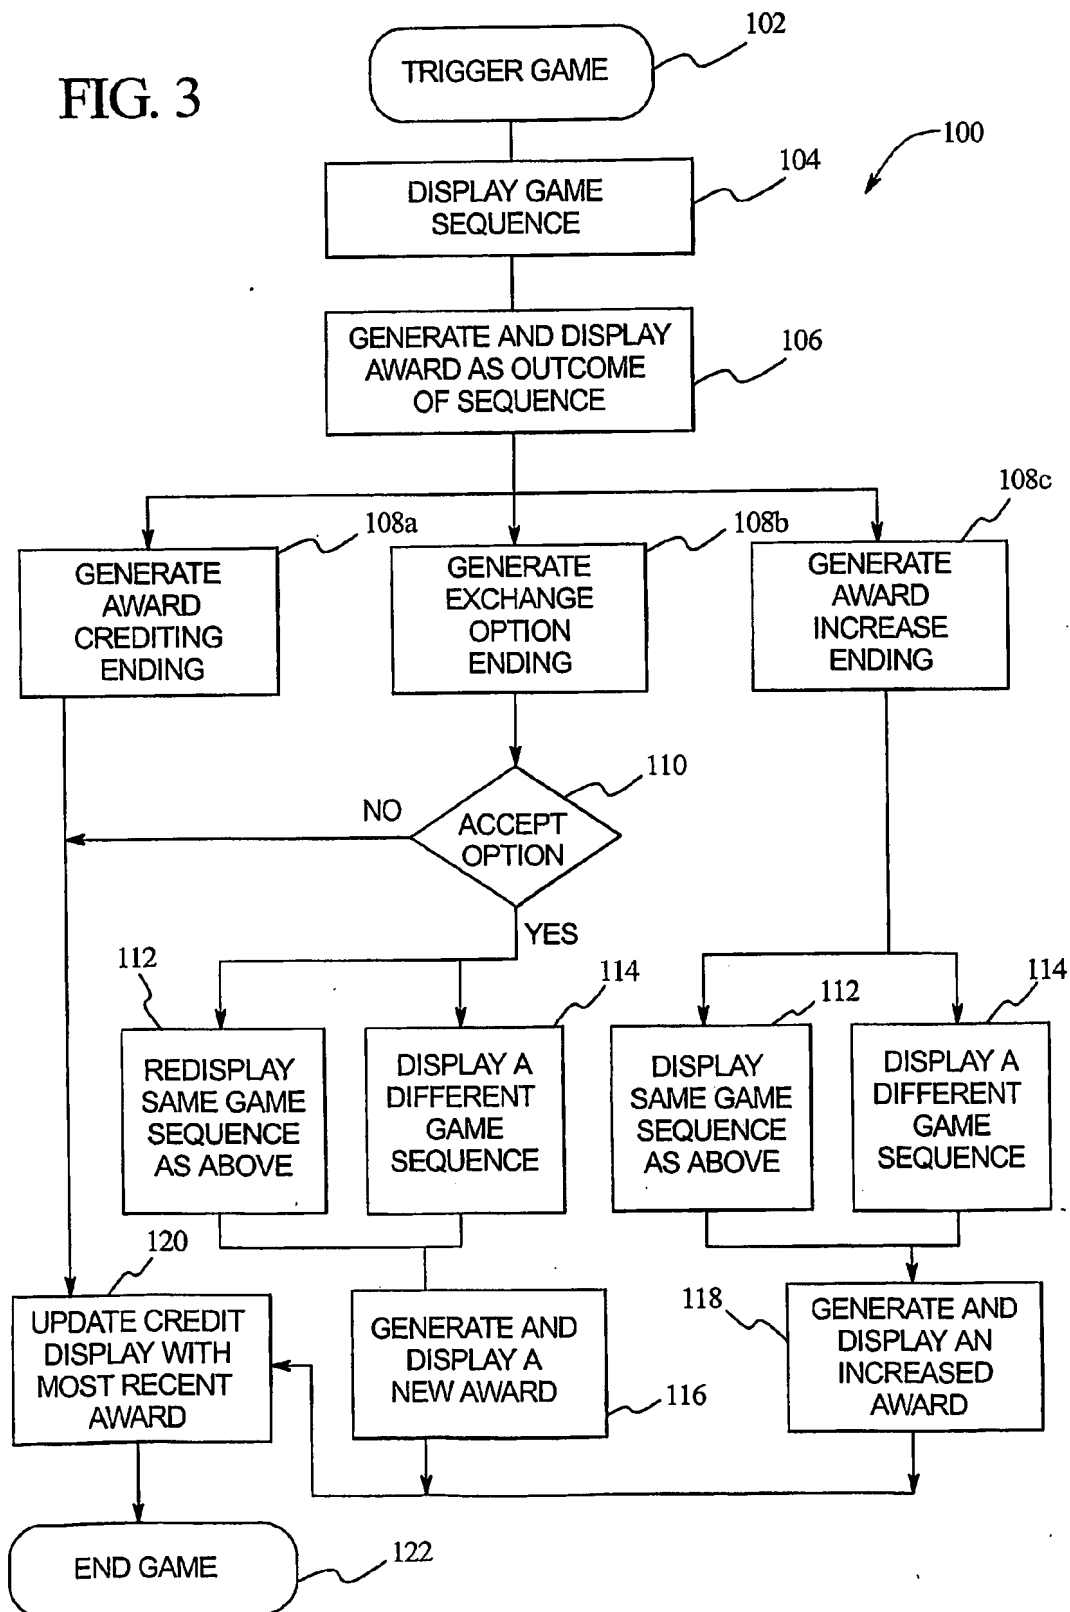 FIG. 3
102
TRIGGER GAME
100
104
DISPLAY GAME
SEQUENCE
106
GENERATE AND DISPLAY
AWARD AS OUTCOME
OF SEQUENCE
108a
GENERATE
AWARD
CREDITING
ENDING
108b
GENERATE
EXCHANGE
OPTION
ENDING
108c
GENERATE
AWARD
INCREASE
ENDING
110
ACCEPT
OPTION
NO
YES
112
REDISPLAY
SAME GAME
SEQUENCE
AS ABOVE
114
DISPLAY A
DIFFERENT
GAME
SEQUENCE
112
DISPLAY
SAME GAME
SEQUENCE
AS ABOVE
114
DISPLAY A
DIFFERENT
GAME
SEQUENCE
120
UPDATE CREDIT
DISPLAY WITH
MOST RECENT
AWARD
GENERATE AND
DISPLAY A
NEW AWARD
116
118
GENERATE AND
DISPLAY AN
INCREASED
AWARD
END GAME
122